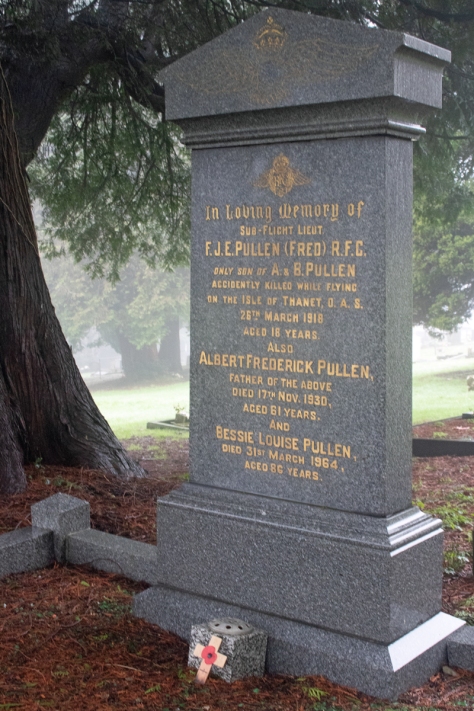 In Loving Memory of
SUB-FLIGHT LIEUT.
F.J.E. PULLEN (FRED) R.F.C.
ONLY SON OF A. & B. PULLEN
ACCIDENTLY KILLED WHILE FLYING
ON THE ISLE OF THANET, O. A. S.
26TH MARCH 1918
AGED 18 YEARS.
ALSO
ALBERT FREDERICK PULLEN,
FATHER OF THE ABOVE
DIED 17TH NOV. 1930,
AGED 61 YEARS.
AND
BESSIE LOUISE PULLEN,
DIED 31ST MARCH 1964,
AGED 86 YEARS.